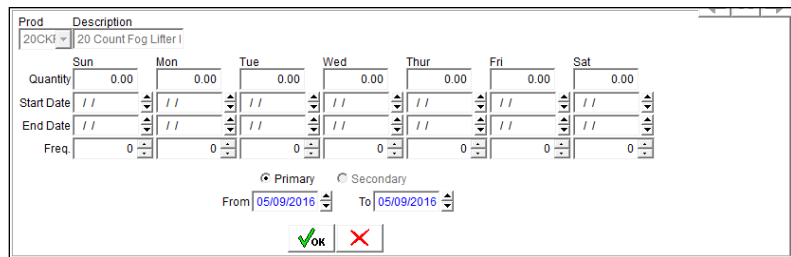 Prod Description
20CKF 20 Count Fog Lifter
Sun Mon Tue Wed Thur Fri Sat
Quantity 0.00 0.00 0.00 0.00 0.00 0.00 0.00
Start Date / / / / / / / / / / / / / /
End Date / / / / / / / / / / / / / /
Freq. 0 0 0 0 0 0 0
Primary Secondary
From 05/09/2016 To 05/09/2016
OK